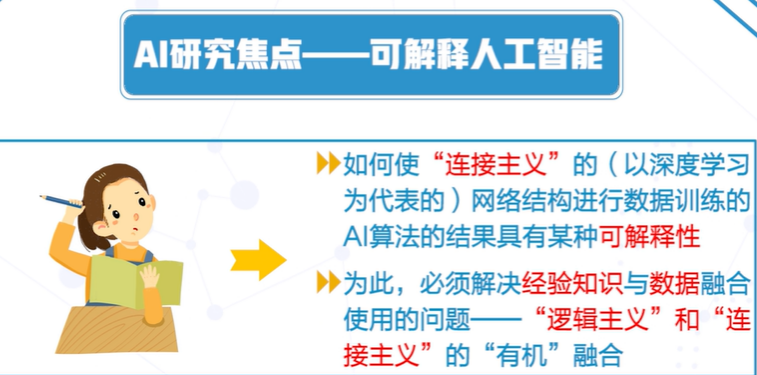 AI研究焦点——可解释人工智能
如何使“连接主义”的（以深度学习
为代表的）网络结构进行数据训练的
AI算法的结果具有某种可解释性
为此，必须解决经验知识与数据融合
使用的问题——“逻辑主义”和“连
接主义”的“有机”融合